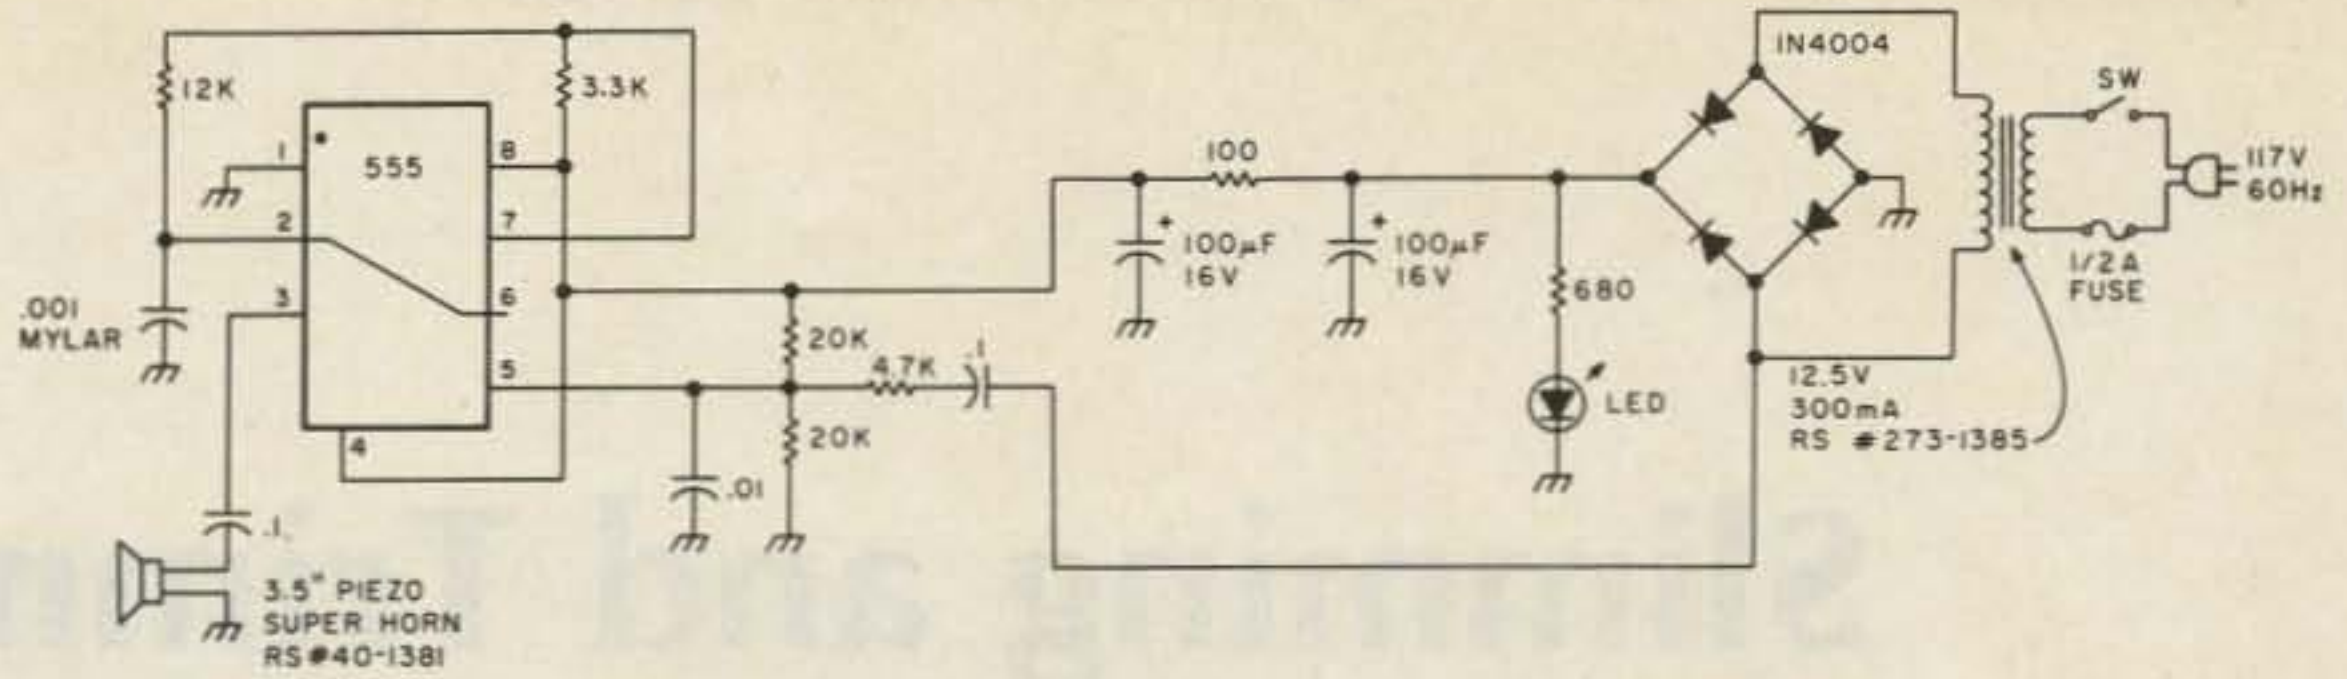 12K
3.3K
1
555
8
2
7
3
6
5
4
.001
MYLAR
.1
3.5" PIEZO
SUPER HORN
RS#40-1381
20K
4.7K
.1
20K
.01
100
+
100µF
16V
+
100µF
16V
680
LED
IN4004
SW
117V
60Hz
1/2A
FUSE
12.5V
300mA
RS #273-1385